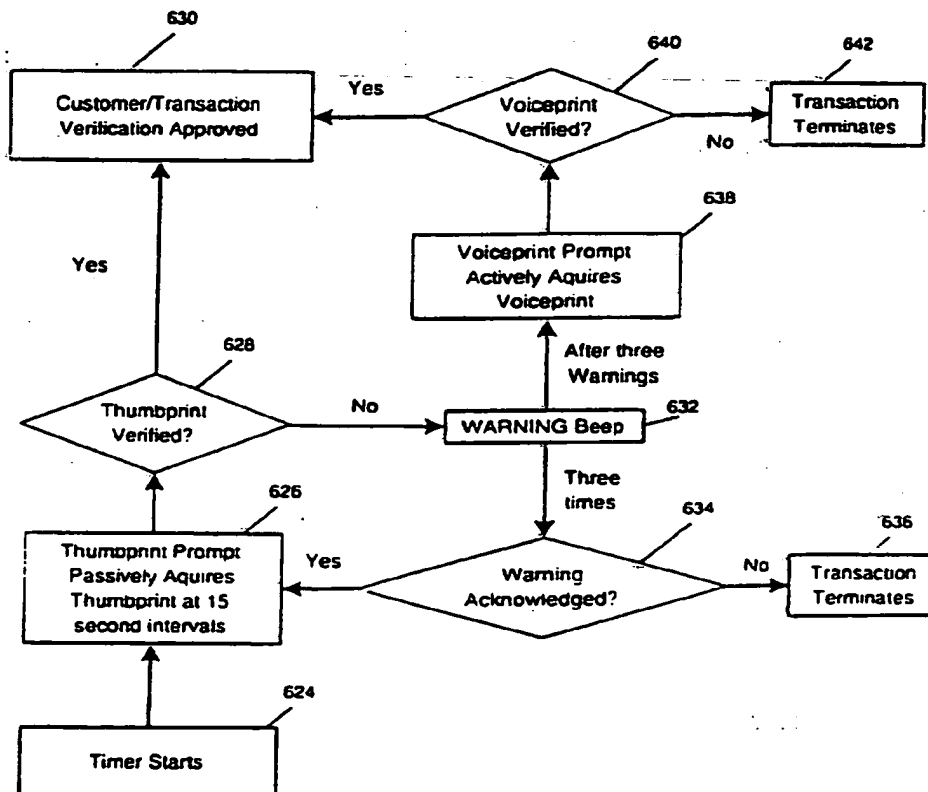 630
640
642
Customer/Transaction
Verification Approved
Yes
Voiceprint
Verified?
No
Transaction
Terminates
638
Voiceprint Prompt
Actively Aquires
Voiceprint
Yes
628
After three
Warnings
Thumbprint
Verified?
No
WARNING Beep
632
Three
times
626
634
636
Thumbprint Prompt
Passively Aquires
Thumbprint at 15
second intervals
Yes
Warning
Acknowledged?
No
Transaction
Terminates
624
Timer Starts